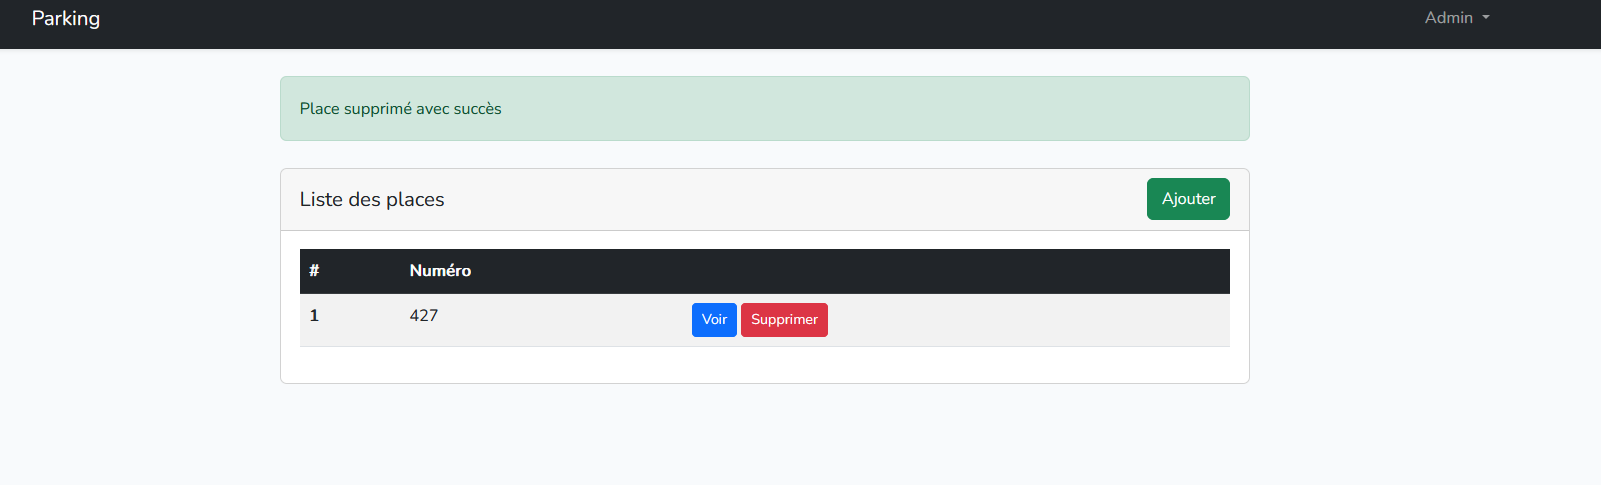 Parking
Admin
Place supprimé avec succès
Liste des places
Ajouter
# Numéro
1 427 Voir Supprimer